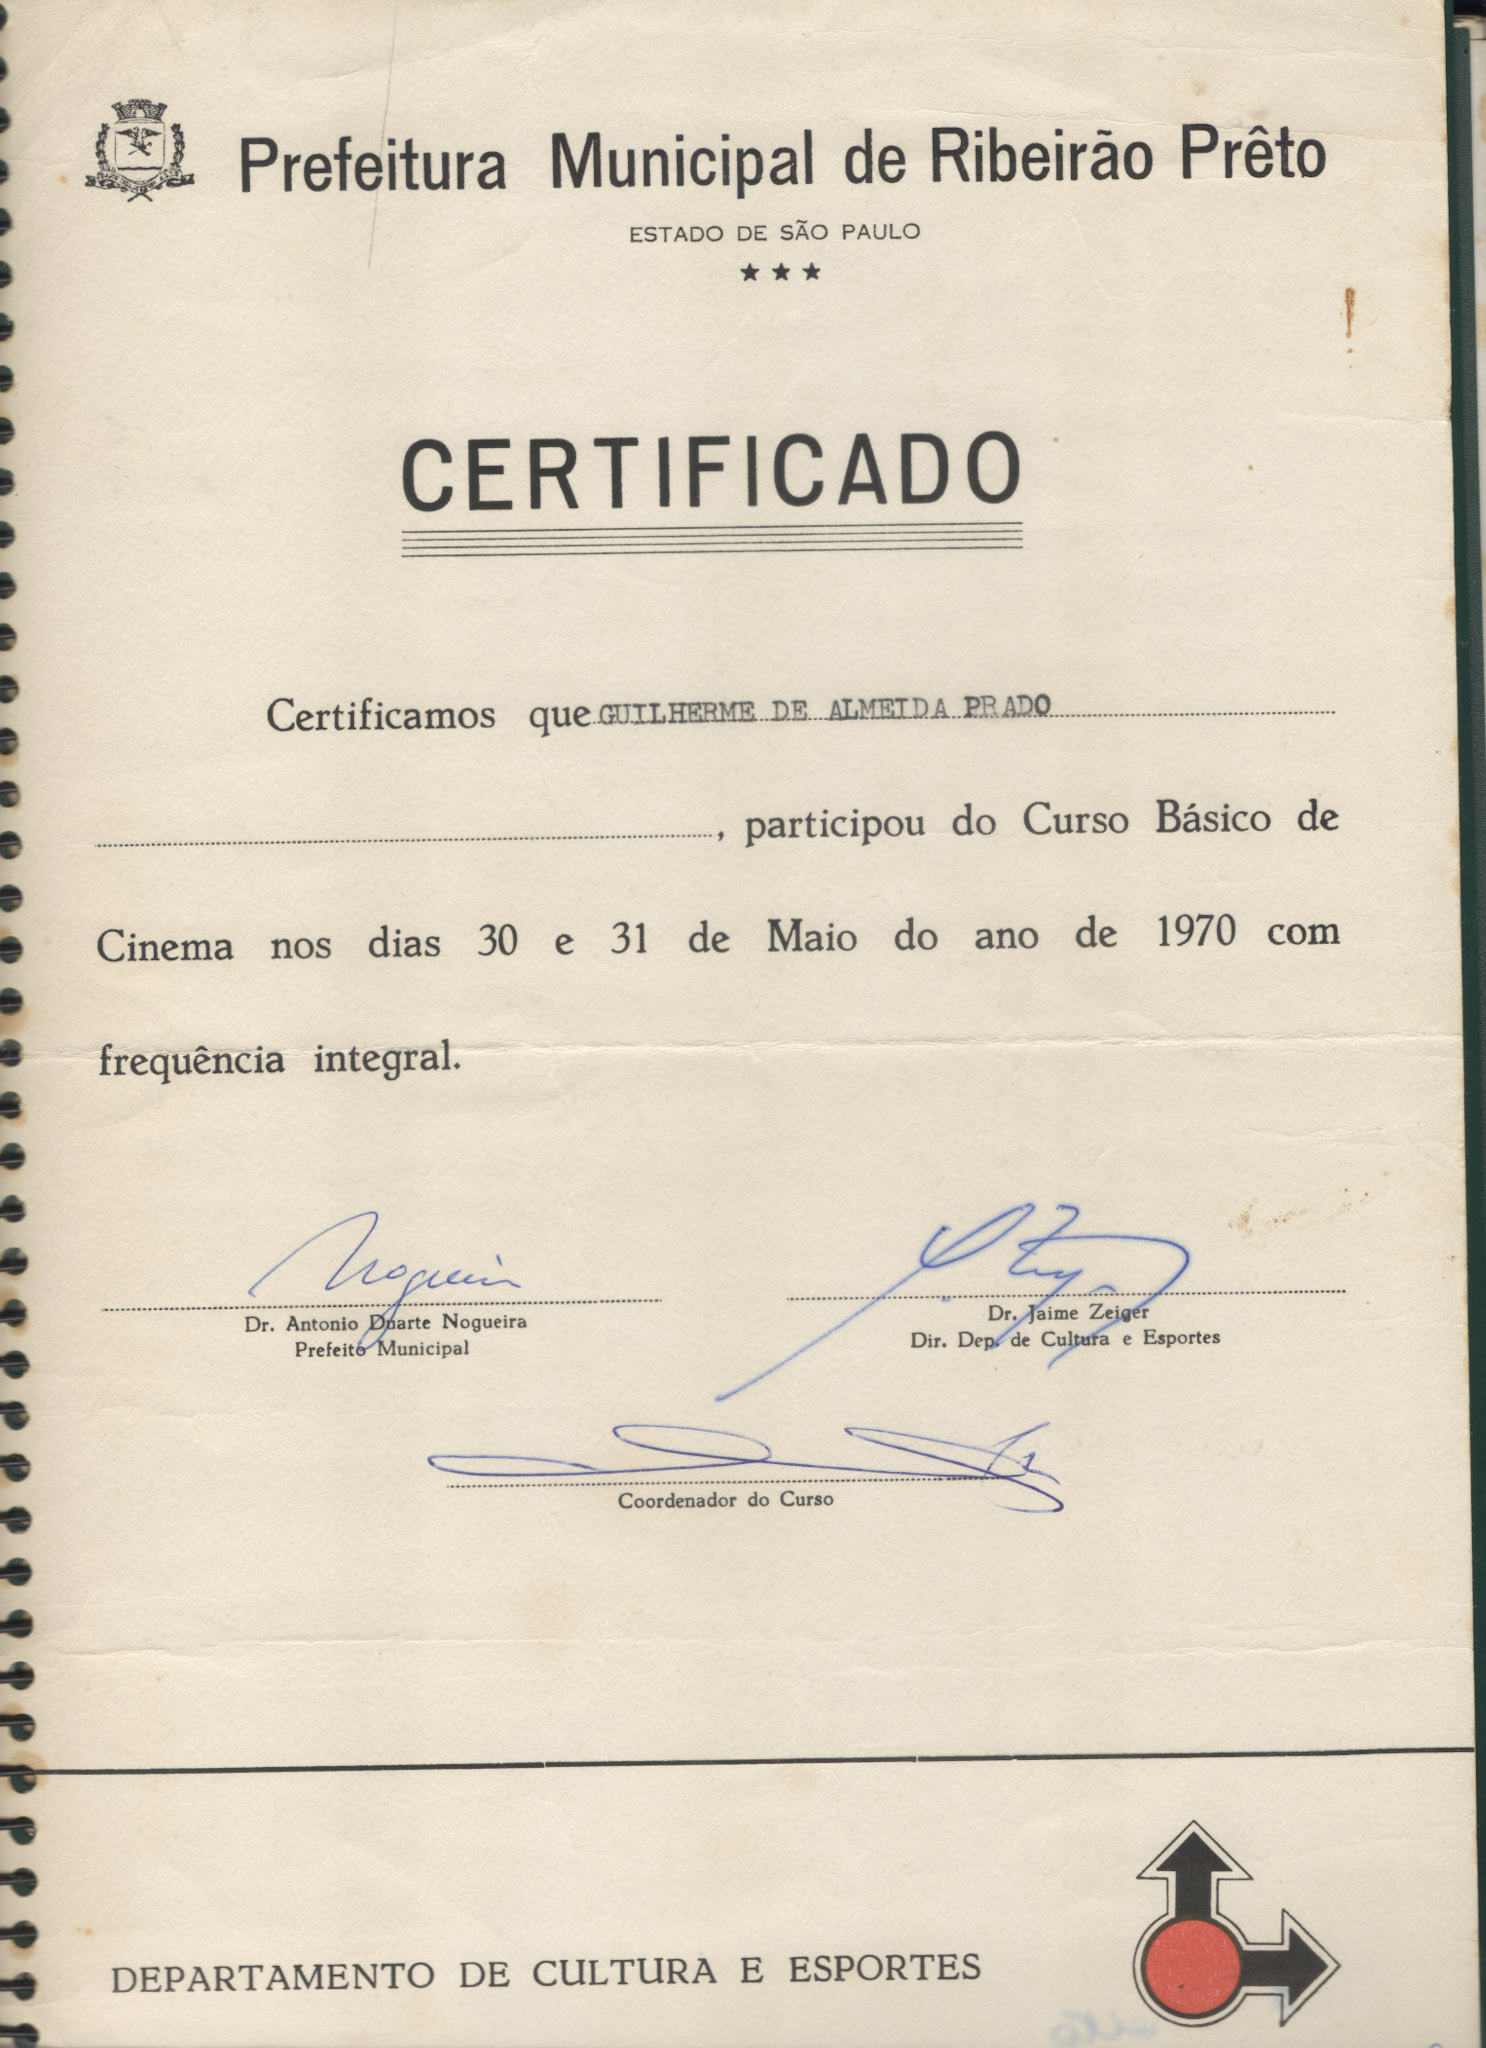 Prefeitura Municipal de Ribeirão Prêto
ESTADO DE SÃO PAULO
CERTIFICADO
Certificamos que GUILHERME DE ALMEIDA PRADO
, participou do Curso Básico de
Cinema nos dias 30 e 31 de Maio do ano de 1970 com
frequência integral.
Nogueira
Dr. Antonio Duarte Nogueira
Prefeito Municipal
Dr. Jaime Zeiger
Dir. Dep. de Cultura e Esportes
Coordenador do Curso
DEPARTAMENTO DE CULTURA E ESPORTES